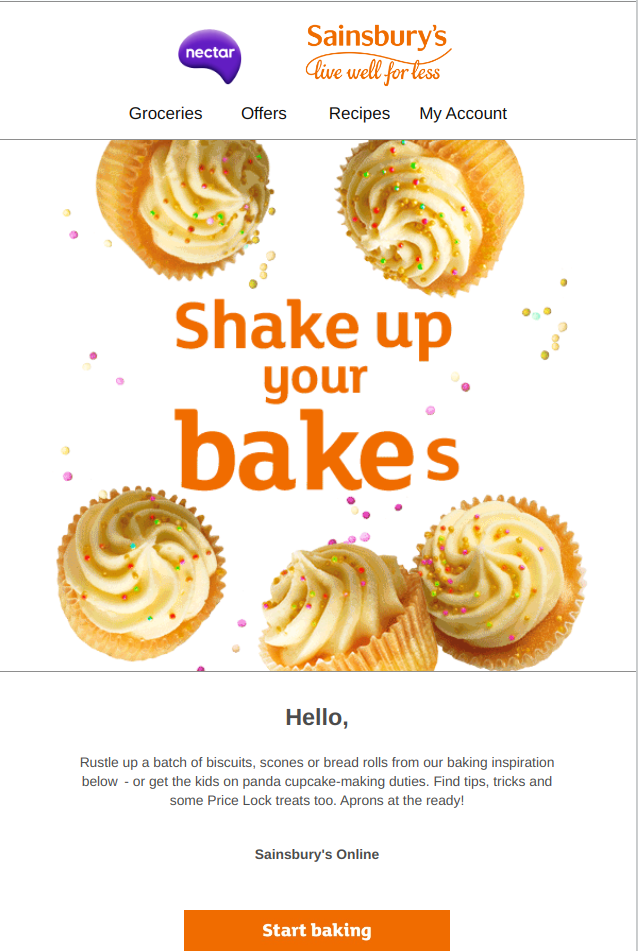 nectar
Sainsbury's
live well for less
Groceries Offers Recipes My Account
Shake up
your
bakes
Hello,
Rustle up a batch of biscuits, scones or bread rolls from our baking inspiration
below - or get the kids on panda cupcake-making duties. Find tips, tricks and
some Price Lock treats too. Aprons at the ready!
Sainsbury's Online
Start baking